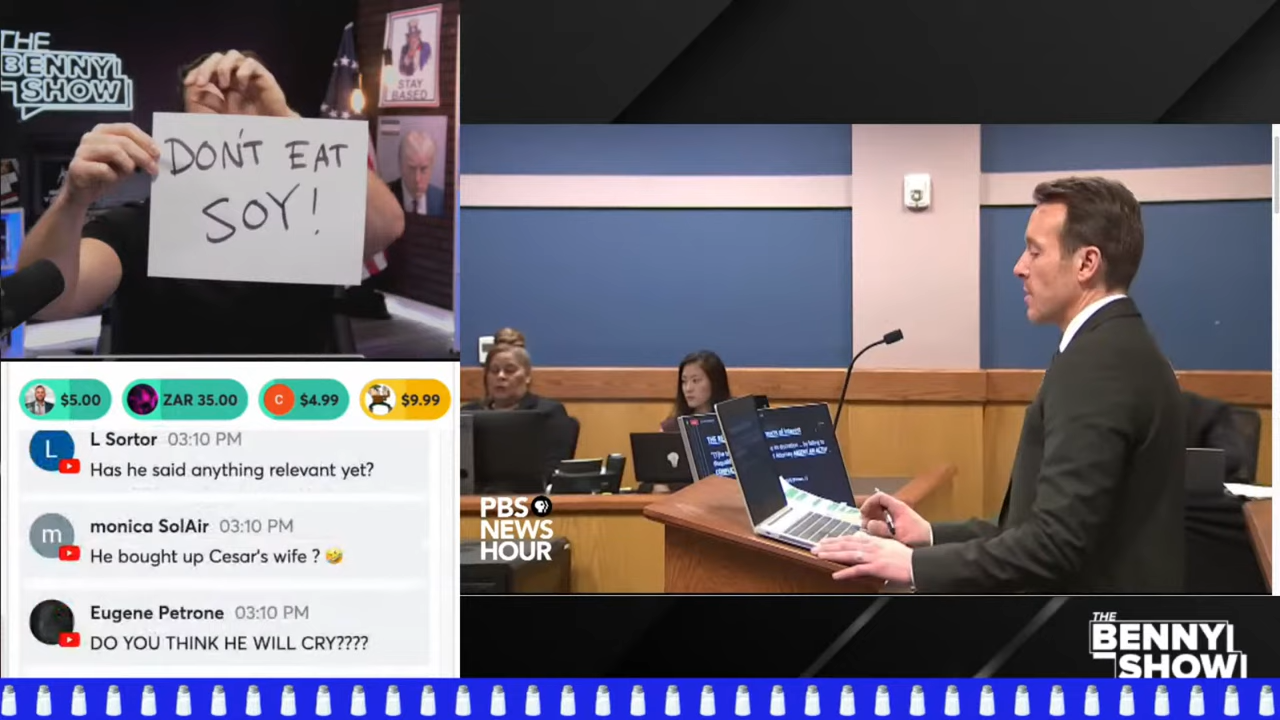 THE
BENNY
SHOW
STAY
BASED
DON'T EAT
SOY!
$5.00
ZAR 35.00
C
$4.99
$9.99
L
L Sortor 03:10 PM
Has he said anything relevant yet?
m
monica SolAir 03:10 PM
He bought up Cesar's wife ? 🤣
Eugene Petrone 03:10 PM
DO YOU THINK HE WILL CRY????
PBS
NEWS
HOUR
THE
BENNY
SHOW